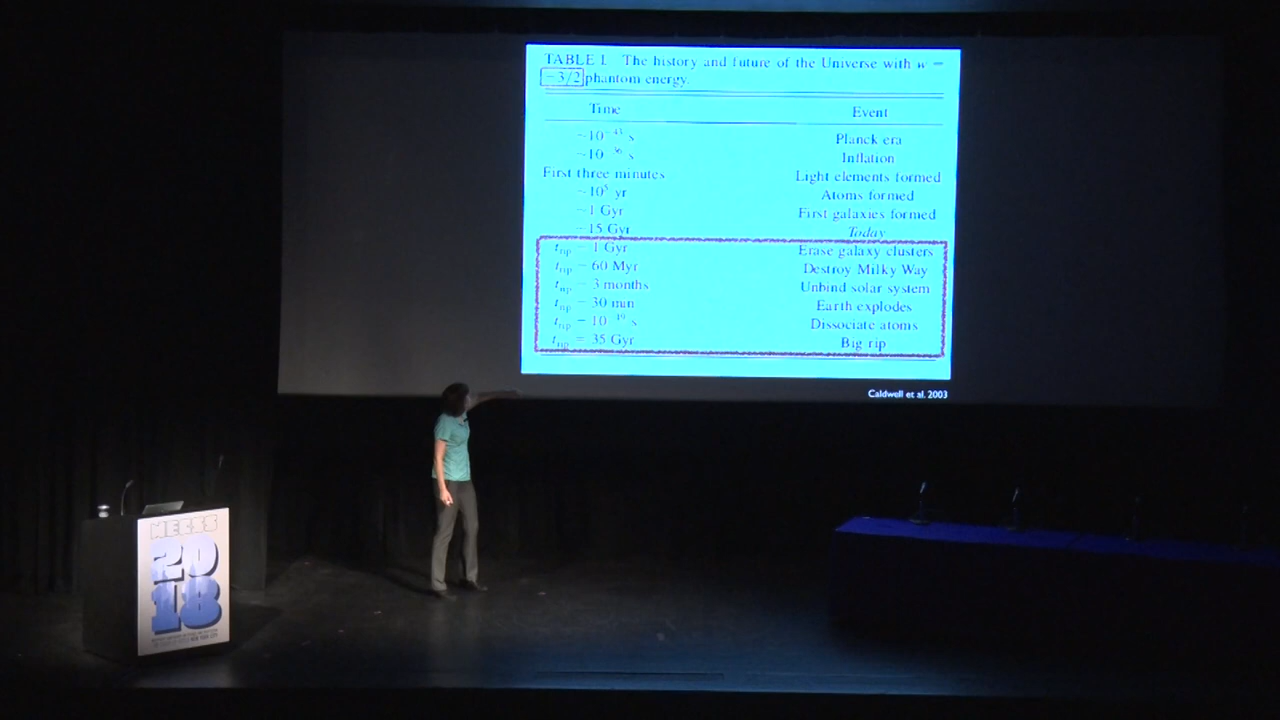 TABLE I. The history and future of the Universe with w =
−3/2 phantom energy.
Time Event
~10⁻⁴³ s Planck era
~10⁻³⁶ s Inflation
First three minutes Light elements formed
~10⁵ yr Atoms formed
~1 Gyr First galaxies formed
~15 Gyr Today
t_rip − 1 Gyr Erase galaxy clusters
t_rip − 60 Myr Destroy Milky Way
t_rip − 3 months Unbind solar system
t_rip − 30 min Earth explodes
t_rip − 10⁻¹⁹ s Dissociate atoms
t_rip = 35 Gyr Big rip
Caldwell et al. 2003
NECSS
20
18